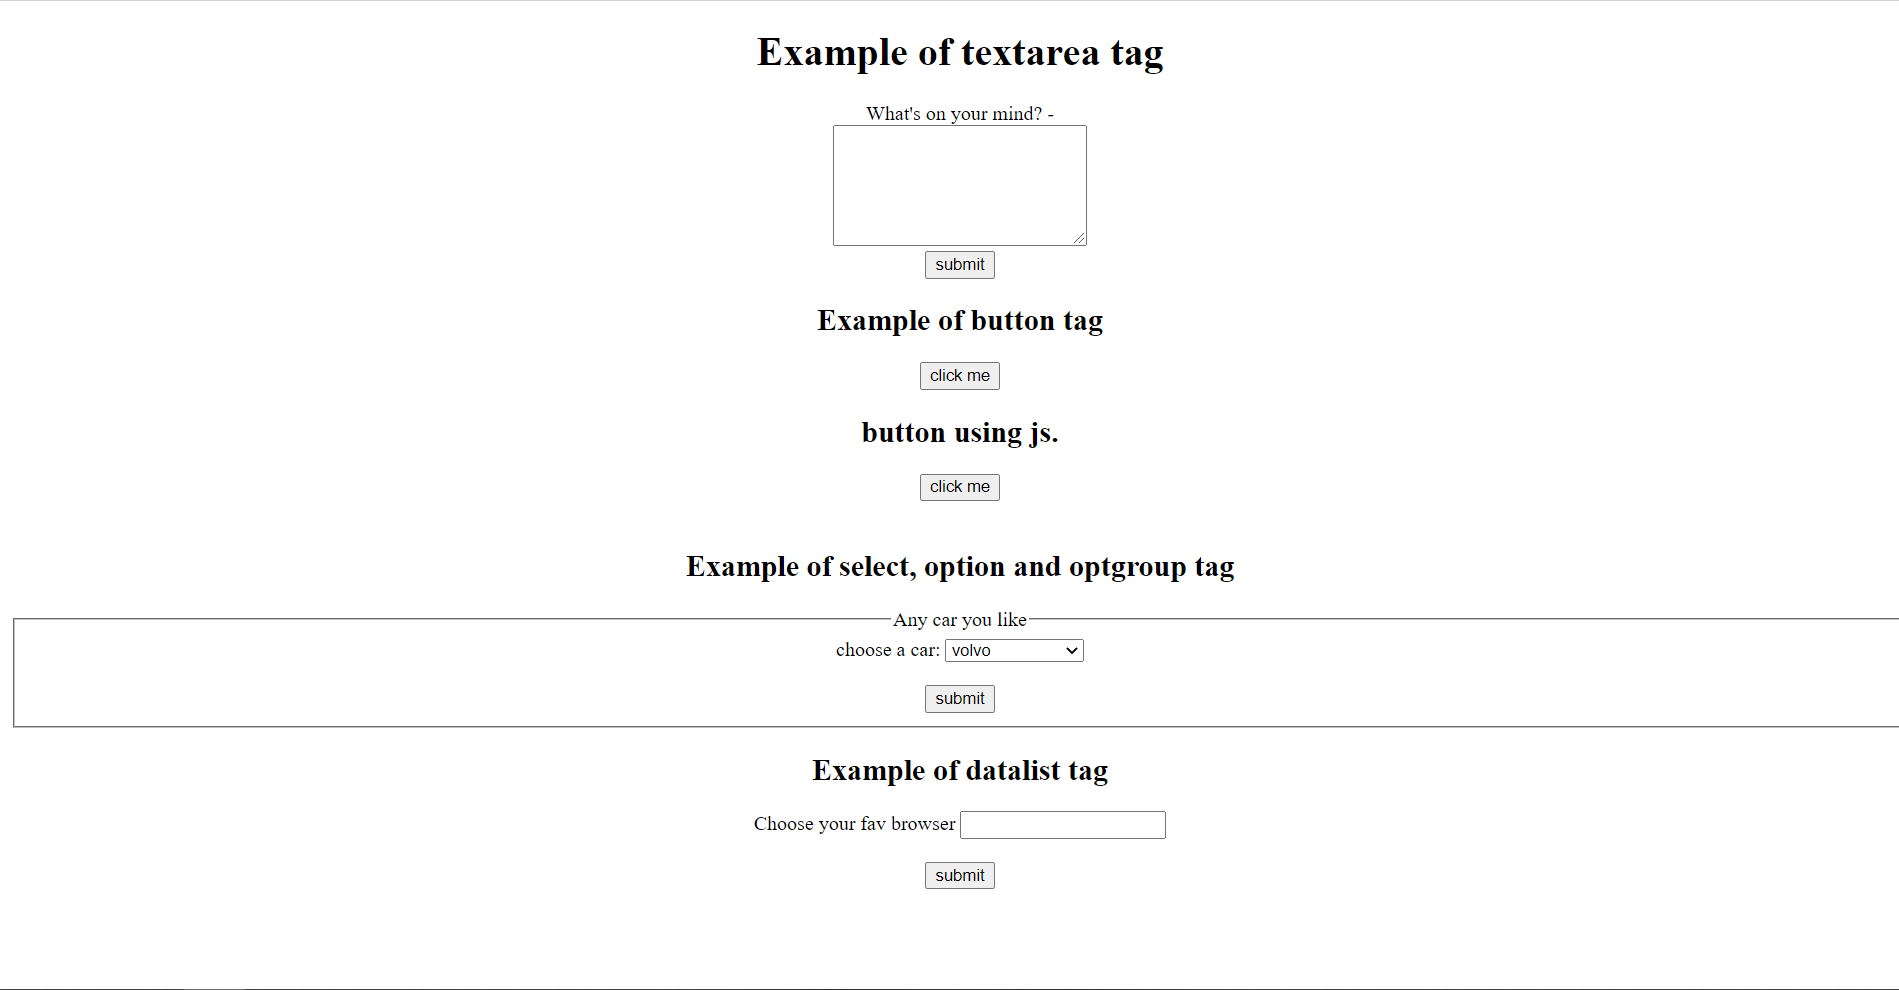 Example of textarea tag
What's on your mind? -
submit
Example of button tag
click me
button using js.
click me
Example of select, option and optgroup tag
Any car you like
choose a car: volvo
submit
Example of datalist tag
Choose your fav browser
submit